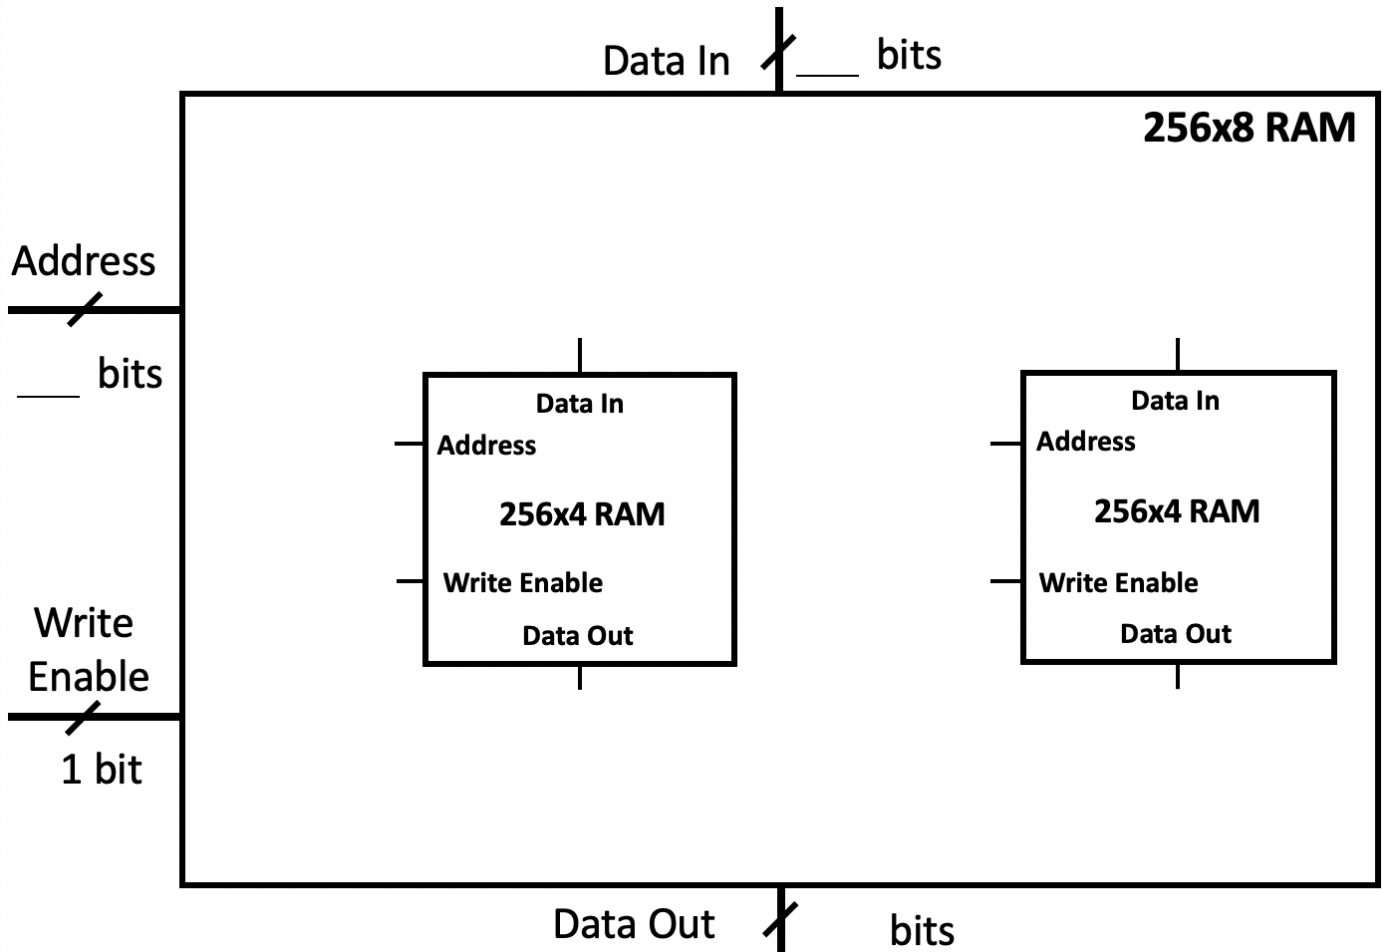 Data In ___ bits
256x8 RAM
Address
___ bits
Data In
Address
256x4 RAM
Write Enable
Data Out
Data In
Address
256x4 RAM
Write Enable
Data Out
Write
Enable
1 bit
Data Out bits